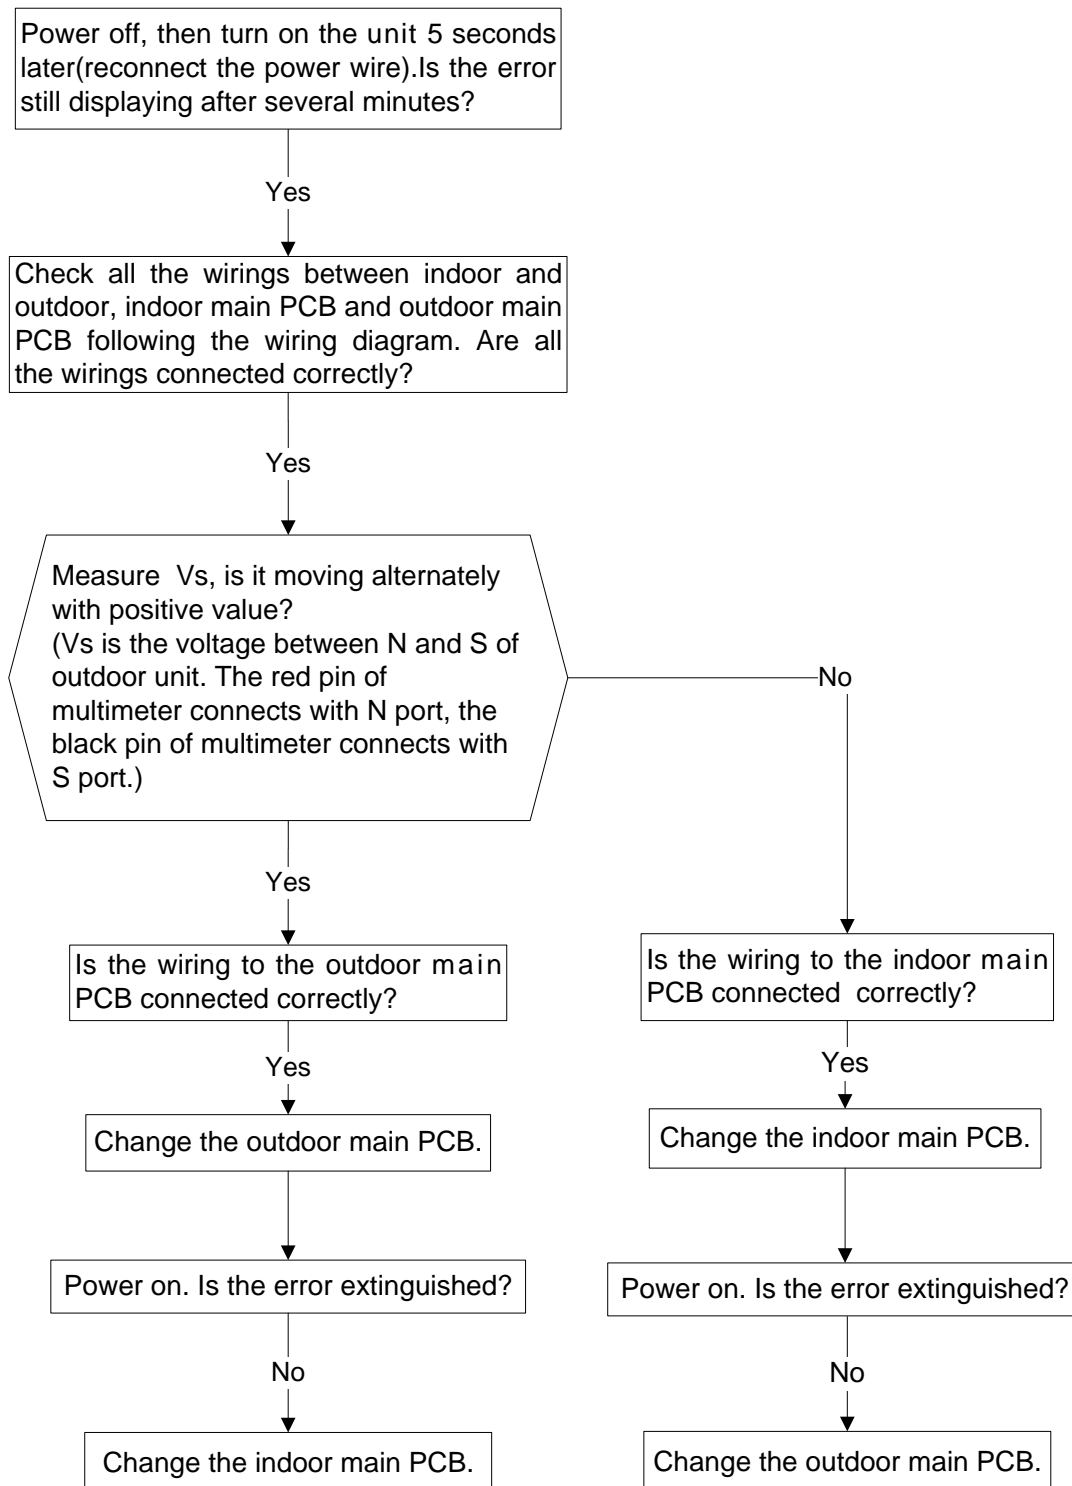 Power off, then turn on the unit 5 seconds
later(reconnect the power wire).Is the error
still displaying after several minutes?
Yes
Check all the wirings between indoor and
outdoor, indoor main PCB and outdoor main
PCB following the wiring diagram. Are all
the wirings connected correctly?
Yes
Measure Vs, is it moving alternately
with positive value?
(Vs is the voltage between N and S of
outdoor unit. The red pin of
multimeter connects with N port, the
black pin of multimeter connects with
S port.)
No
Yes
Is the wiring to the outdoor main
PCB connected correctly?
Yes
Change the outdoor main PCB.
Power on. Is the error extinguished?
No
Change the indoor main PCB.
Is the wiring to the indoor main
PCB connected correctly?
Yes
Change the indoor main PCB.
Power on. Is the error extinguished?
No
Change the outdoor main PCB.